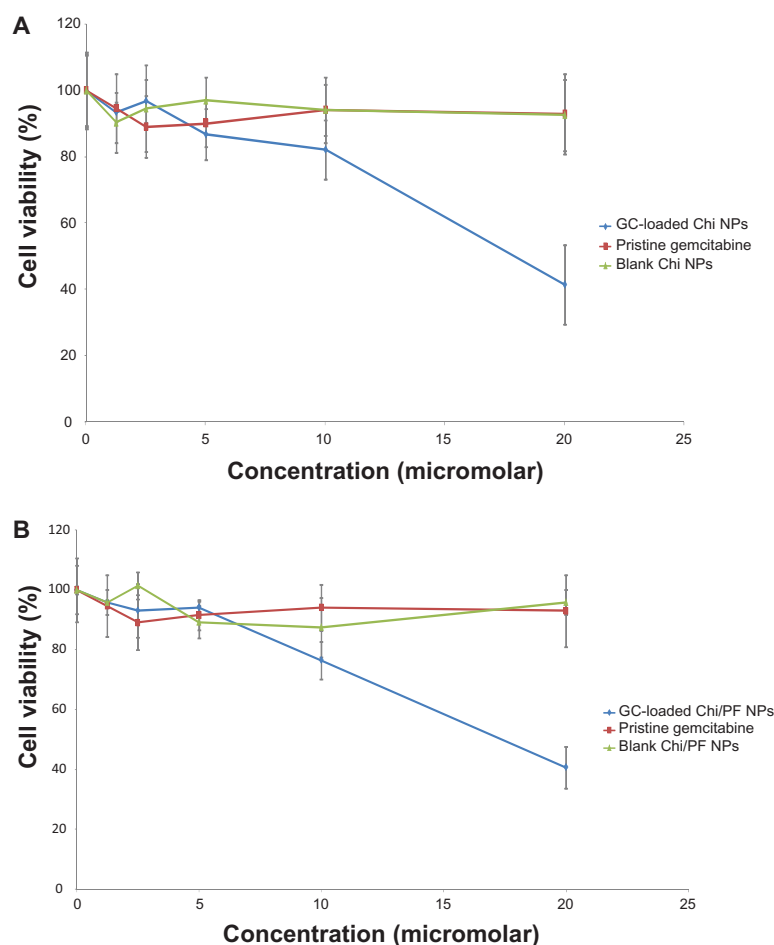 A
120
100
80
60
40
20
0
Cell viability (%)
0 5 10 15 20 25
Concentration (micromolar)
GC-loaded Chi NPs
Pristine gemcitabine
Blank Chi NPs
B
120
100
80
60
40
20
0
Cell viability (%)
0 5 10 15 20 25
Concentration (micromolar)
GC-loaded Chi/PF NPs
Pristine gemcitabine
Blank Chi/PF NPs